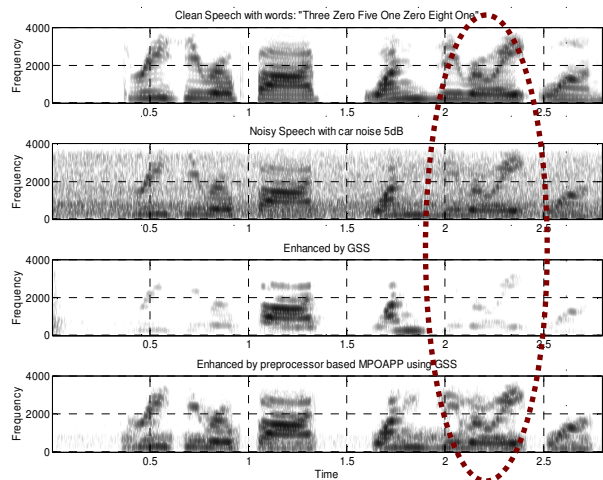 Clean Speech with words: "Three Zero Five One Zero Eight One"
4000
2000
0
Frequency
0.5 1 1.5 2 2.5
Noisy Speech with car noise 5dB
4000
2000
0
Frequency
0.5 1 1.5 2 2.5
Enhanced by GSS
4000
2000
0
Frequency
0.5 1 1.5 2 2.5
Enhanced by preprocessor based MPOAPP using GSS
4000
2000
0
Frequency
0.5 1 1.5 2 2.5
Time